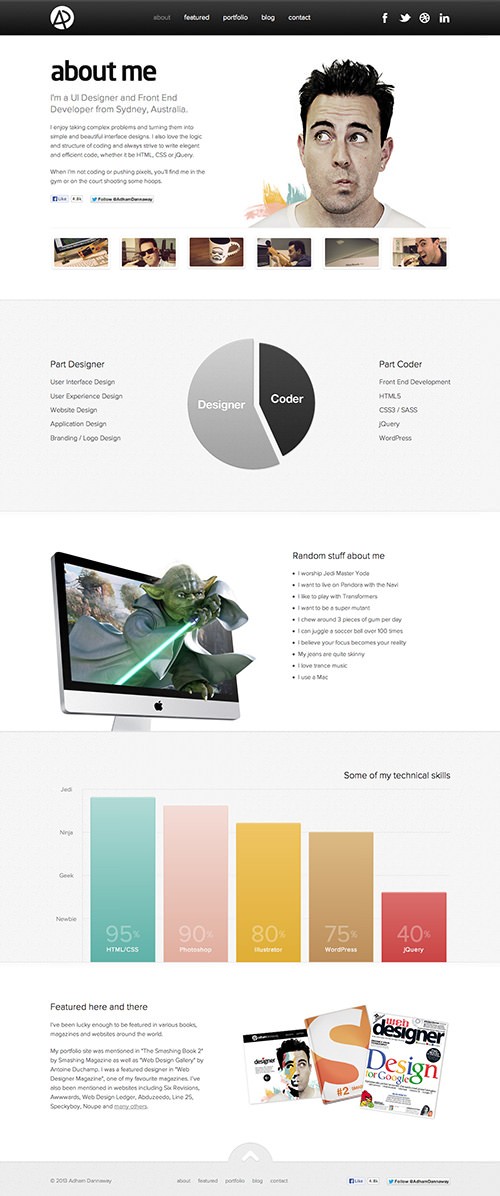 about featured portfolio blog contact
about me
I'm a UI Designer and Front End
Developer from Sydney, Australia.
I enjoy taking complex problems and turning them into
simple and beautiful interface designs. I also love the logic
and structure of coding and always strive to write elegant
and efficient code, whether it be HTML, CSS or jQuery.
When I'm not coding or pushing pixels, you'll find me in the
gym or on the court shooting some hoops.
Like 4.8k Follow @AdhamDannaway
Part Designer
User Interface Design
User Experience Design
Website Design
Application Design
Branding / Logo Design
Designer
Coder
Part Coder
Front End Development
HTML5
CSS3 / SASS
jQuery
WordPress
Random stuff about me
I worship Jedi Master Yoda
I want to live on Pandora with the Navi
I like to play with Transformers
I want to be a super mutant
I chew around 3 pieces of gum per day
I can juggle a soccer ball over 100 times
I believe your focus becomes your reality
My jeans are quite skinny
I love trance music
I use a Mac
Some of my technical skills
Jedi
Ninja
Geek
Newbie
95% 90% 80% 75% 40%
HTML/CSS Photoshop Illustrator WordPress jQuery
Featured here and there
I've been lucky enough to be featured in various books,
magazines and websites around the world.
My portfolio site was mentioned in "The Smashing Book 2"
by Smashing Magazine as well as "Web Design Gallery" by
Antoine Duchamp. I was a featured designer in "Web
Designer Magazine", one of my favourite magazines. I've
also been mentioned in websites including Six Revisions,
Awwwards, Web Design Ledger, Abduzeedo, Line 25,
Speckyboy, Noupe and many others.
designer
S
#2
web
designer
Design
for Google
© 2013 Adham Dannaway
about featured portfolio blog contact
Like 4.8k Follow @AdhamDannaway